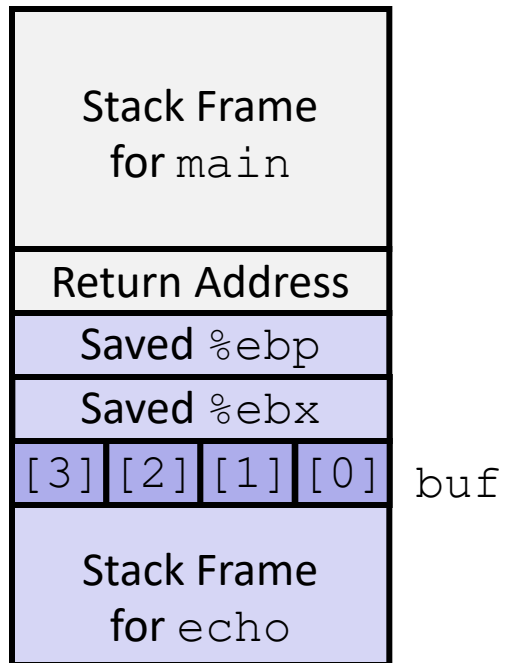 Stack Frame
for main
Return Address
Saved %ebp
Saved %ebx
[3] [2] [1] [0] buf
Stack Frame
for echo